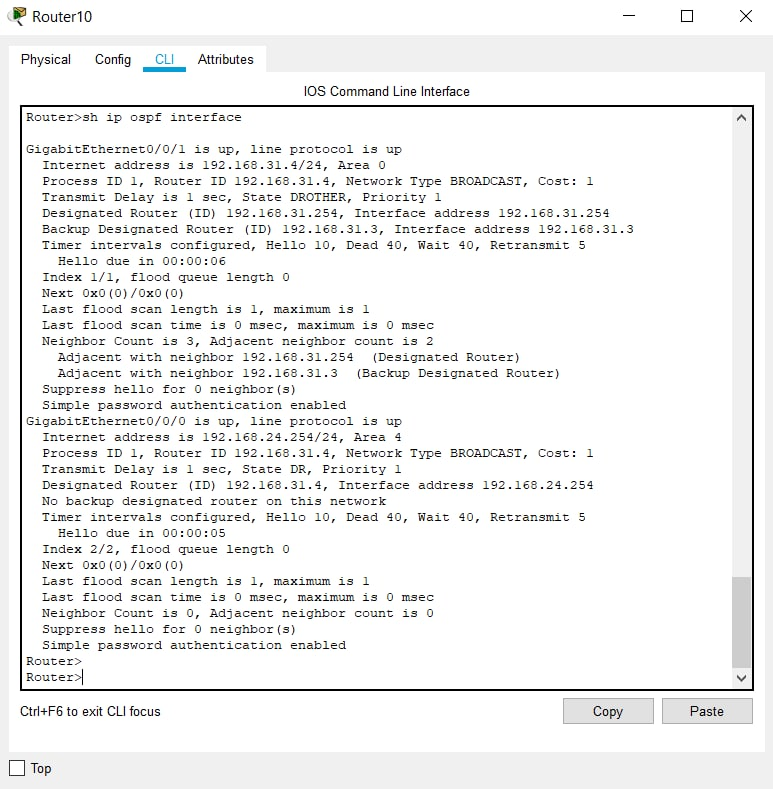 Router10
Physical Config CLI Attributes
IOS Command Line Interface
Router>sh ip ospf interface
GigabitEthernet0/0/1 is up, line protocol is up
Internet address is 192.168.31.4/24, Area 0
Process ID 1, Router ID 192.168.31.4, Network Type BROADCAST, Cost: 1
Transmit Delay is 1 sec, State DROTHER, Priority 1
Designated Router (ID) 192.168.31.254, Interface address 192.168.31.254
Backup Designated Router (ID) 192.168.31.3, Interface address 192.168.31.3
Timer intervals configured, Hello 10, Dead 40, Wait 40, Retransmit 5
Hello due in 00:00:06
Index 1/1, flood queue length 0
Next 0x0(0)/0x0(0)
Last flood scan length is 1, maximum is 1
Last flood scan time is 0 msec, maximum is 0 msec
Neighbor Count is 3, Adjacent neighbor count is 2
Adjacent with neighbor 192.168.31.254 (Designated Router)
Adjacent with neighbor 192.168.31.3 (Backup Designated Router)
Suppress hello for 0 neighbor(s)
Simple password authentication enabled
GigabitEthernet0/0/0 is up, line protocol is up
Internet address is 192.168.24.254/24, Area 4
Process ID 1, Router ID 192.168.31.4, Network Type BROADCAST, Cost: 1
Transmit Delay is 1 sec, State DR, Priority 1
Designated Router (ID) 192.168.31.4, Interface address 192.168.24.254
No backup designated router on this network
Timer intervals configured, Hello 10, Dead 40, Wait 40, Retransmit 5
Hello due in 00:00:05
Index 2/2, flood queue length 0
Next 0x0(0)/0x0(0)
Last flood scan length is 1, maximum is 1
Last flood scan time is 0 msec, maximum is 0 msec
Neighbor Count is 0, Adjacent neighbor count is 0
Suppress hello for 0 neighbor(s)
Simple password authentication enabled
Router>
Router>
Ctrl+F6 to exit CLI focus
Copy Paste
Top